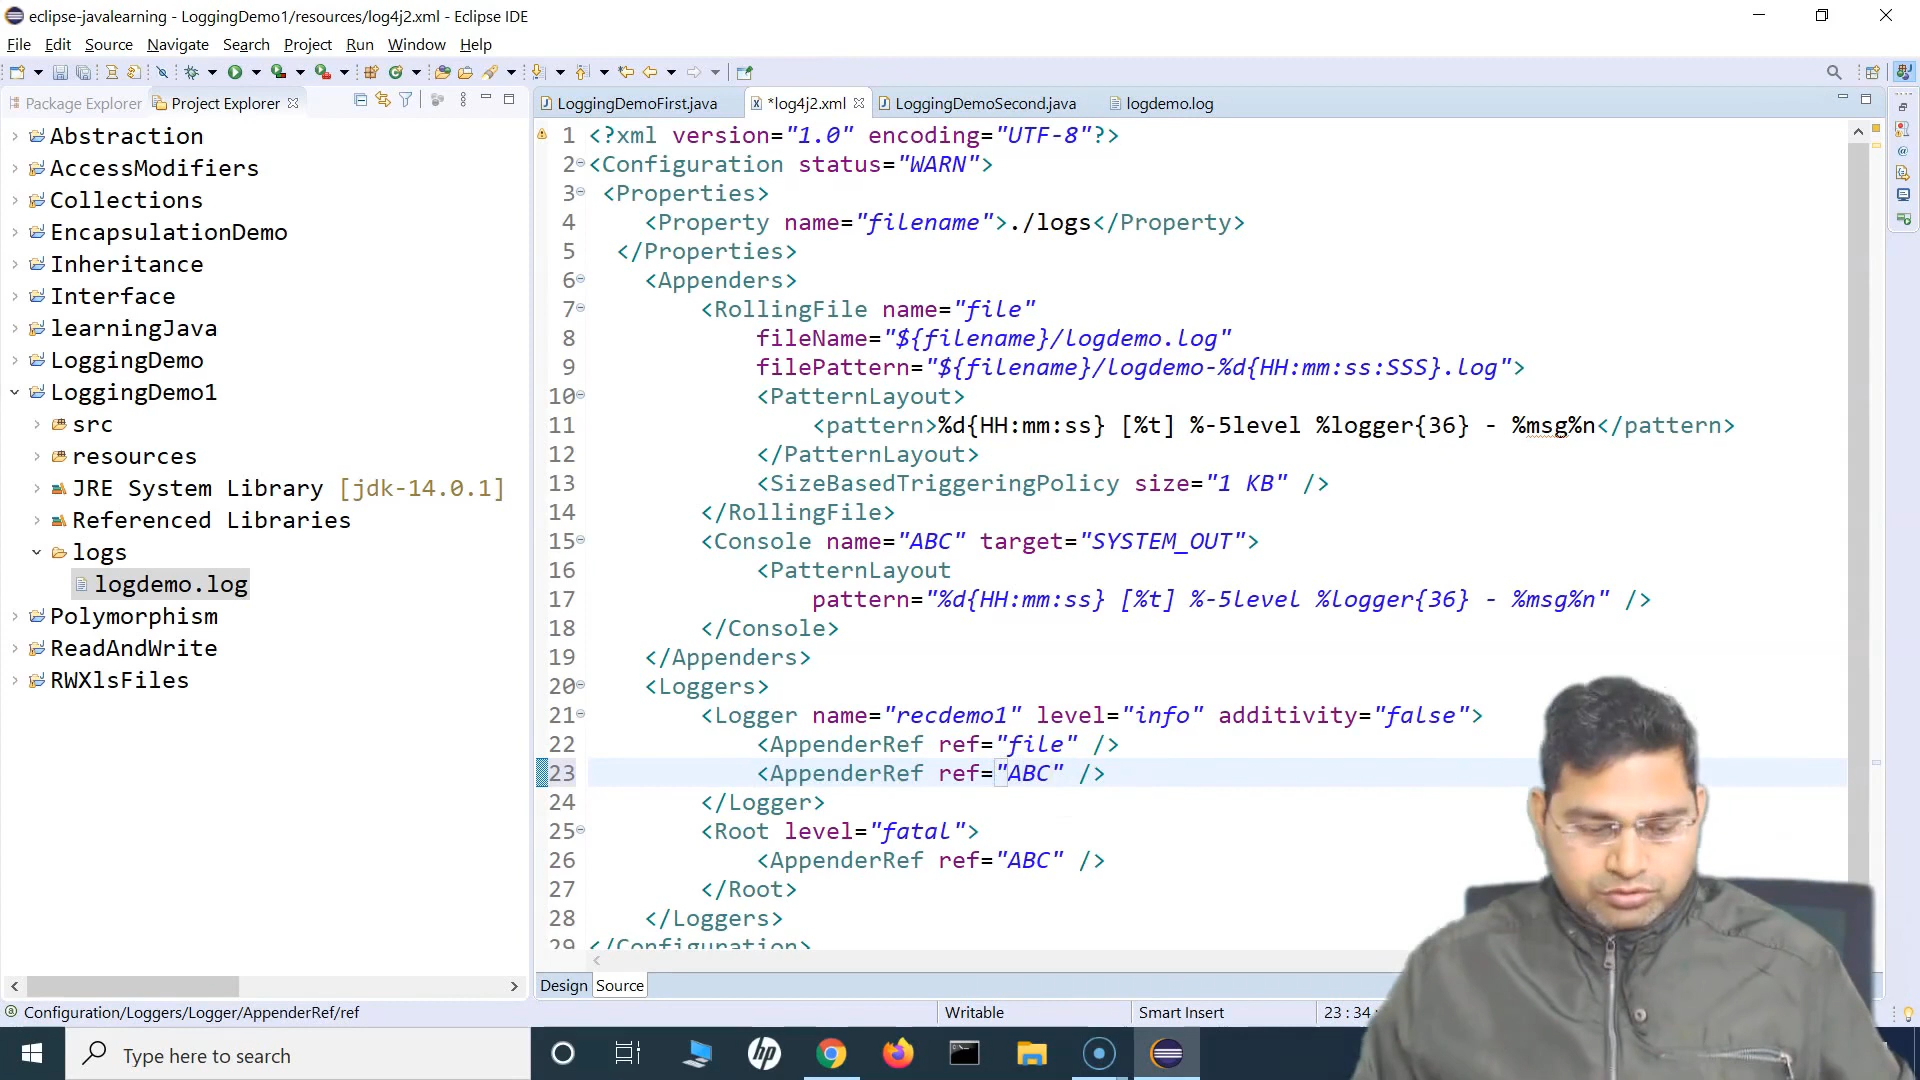 eclipse-javalearning - LoggingDemo1/resources/log4j2.xml - Eclipse IDE
File Edit Source Navigate Search Project Run Window Help
Package Explorer Project Explorer
LoggingDemoFirst.java *log4j2.xml LoggingDemoSecond.java logdemo.log
Abstraction
AccessModifiers
Collections
EncapsulationDemo
Inheritance
Interface
learningJava
LoggingDemo
LoggingDemo1
src
resources
JRE System Library [jdk-14.0.1]
Referenced Libraries
logs
logdemo.log
Polymorphism
ReadAndWrite
RWXlsFiles
1 <?xml version="1.0" encoding="UTF-8"?>
2 <Configuration status="WARN">
3 <Properties>
4 <Property name="filename">./logs</Property>
5 </Properties>
6 <Appenders>
7 <RollingFile name="file"
8 fileName="${filename}/logdemo.log"
9 filePattern="${filename}/logdemo-%d{HH:mm:ss:SSS}.log">
10 <PatternLayout>
11 <pattern>%d{HH:mm:ss} [%t] %-5level %logger{36} - %msg%n</pattern>
12 </PatternLayout>
13 <SizeBasedTriggeringPolicy size="1 KB" />
14 </RollingFile>
15 <Console name="ABC" target="SYSTEM_OUT">
16 <PatternLayout
17 pattern="%d{HH:mm:ss} [%t] %-5level %logger{36} - %msg%n" />
18 </Console>
19 </Appenders>
20 <Loggers>
21 <Logger name="recdemo1" level="info" additivity="false">
22 <AppenderRef ref="file" />
23 <AppenderRef ref="ABC" />
24 </Logger>
25 <Root level="fatal">
26 <AppenderRef ref="ABC" />
27 </Root>
28 </Loggers>
29 </Configuration>
Design Source
Configuration/Loggers/Logger/AppenderRef/ref Writable Smart Insert 23 : 34
Type here to search
hp